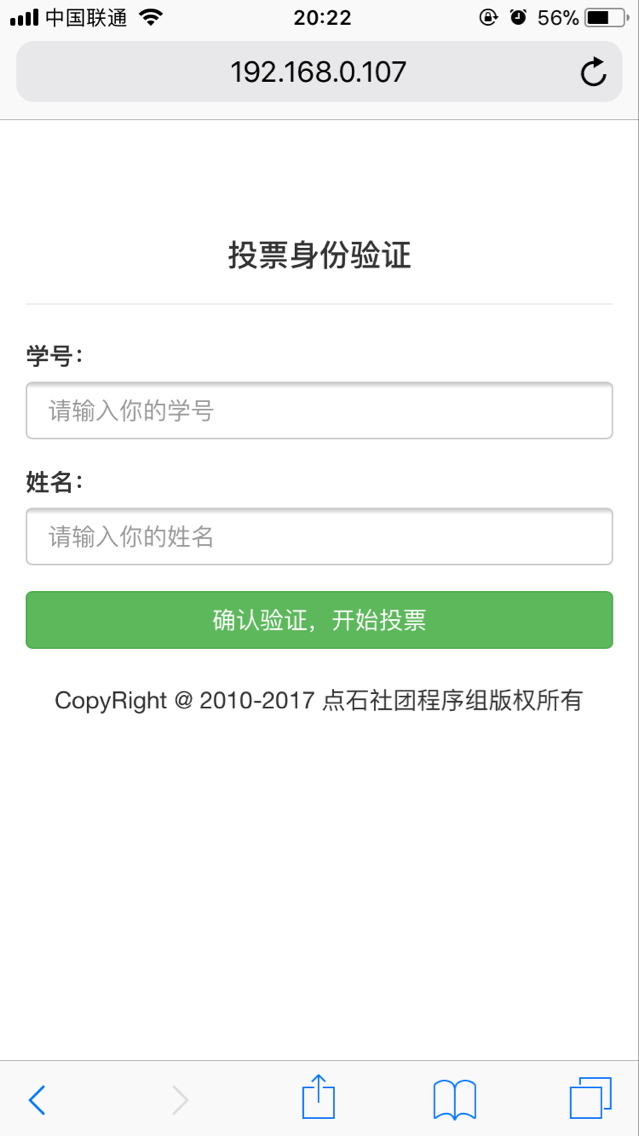 中国联通 20:22 56%
192.168.0.107
投票身份验证
学号：
请输入你的学号
姓名：
请输入你的姓名
确认验证，开始投票
CopyRight @ 2010-2017 点石社团程序组版权所有